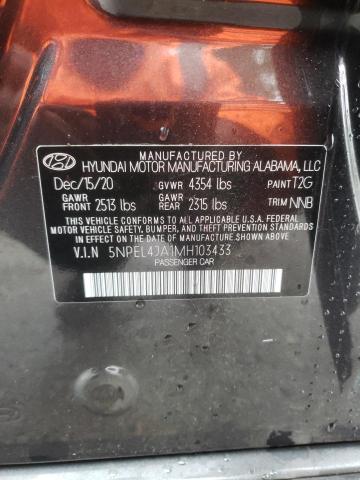 MANUFACTURED BY
HYUNDAI MOTOR MANUFACTURING ALABAMA, LLC
Dec/15/20 GVWR 4354 lbs PAINT T2G
GAWR FRONT 2513 lbs GAWR REAR 2315 lbs TRIM NNB
THIS VEHICLE CONFORMS TO ALL APPLICABLE U.S.A. FEDERAL MOTOR
VEHICLE SAFETY, BUMPER, AND THEFT PREVENTION STANDARDS
IN EFFECT ON THE DATE OF MANUFACTURE SHOWN ABOVE.
V.I.N 5NPEL4JA1MH103433
PASSENGER CAR